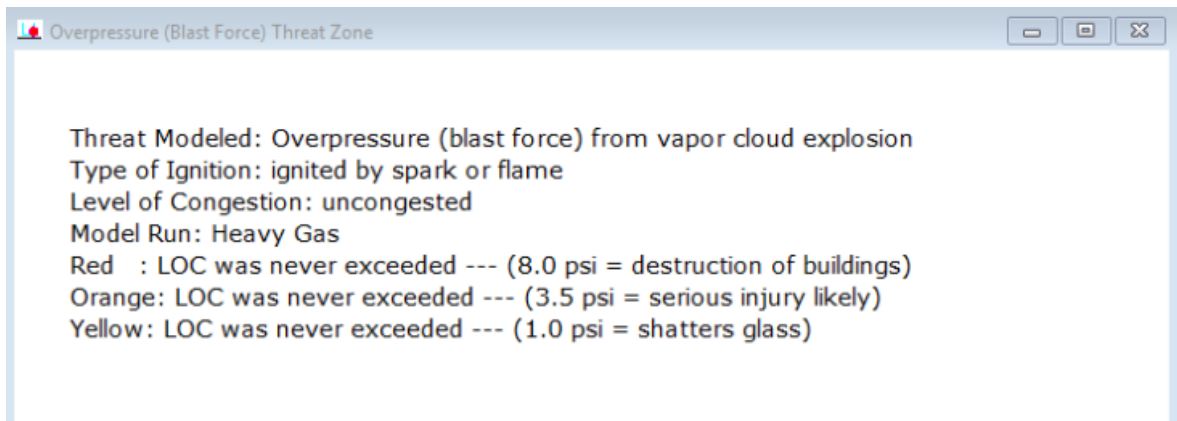 Overpressure (Blast Force) Threat Zone
Threat Modeled: Overpressure (blast force) from vapor cloud explosion
Type of Ignition: ignited by spark or flame
Level of Congestion: uncongested
Model Run: Heavy Gas
Red   : LOC was never exceeded --- (8.0 psi = destruction of buildings)
Orange: LOC was never exceeded --- (3.5 psi = serious injury likely)
Yellow: LOC was never exceeded --- (1.0 psi = shatters glass)